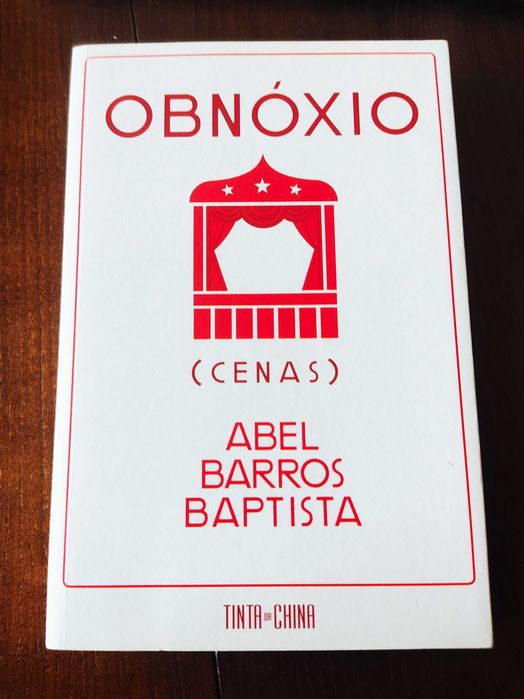 OBNÓXIO
(CENAS)
ABEL
BARROS
BAPTISTA
TINTA DA CHINA